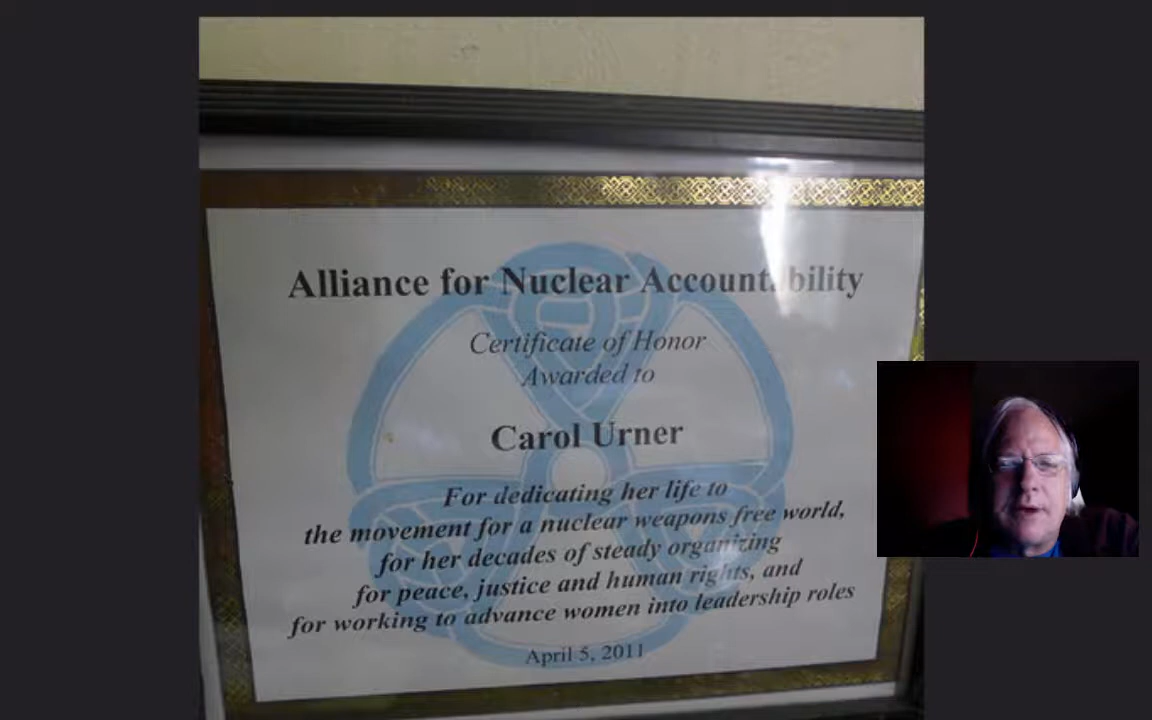 Alliance for Nuclear Accountability
Certificate of Honor
Awarded to
Carol Urner
For dedicating her life to
the movement for a nuclear weapons free world,
for her decades of steady organizing
for peace, justice and human rights, and
for working to advance women into leadership roles
April 5, 2011